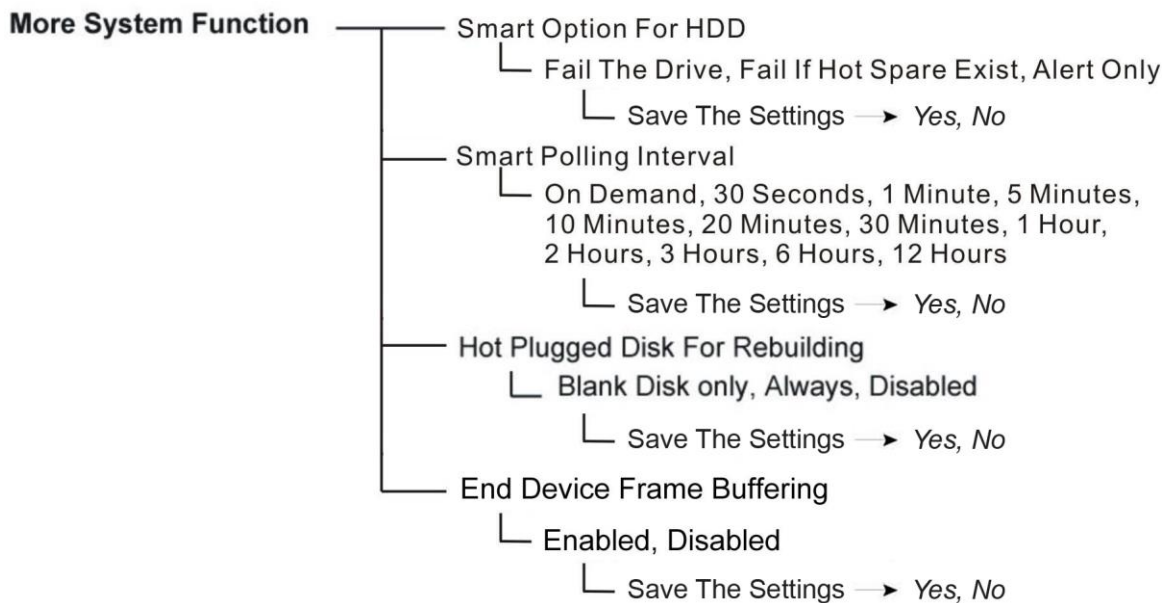 More System Function
Smart Option For HDD
Fail The Drive, Fail If Hot Spare Exist, Alert Only
Save The Settings → Yes, No
Smart Polling Interval
On Demand, 30 Seconds, 1 Minute, 5 Minutes,
10 Minutes, 20 Minutes, 30 Minutes, 1 Hour,
2 Hours, 3 Hours, 6 Hours, 12 Hours
Save The Settings → Yes, No
Hot Plugged Disk For Rebuilding
Blank Disk only, Always, Disabled
Save The Settings → Yes, No
End Device Frame Buffering
Enabled, Disabled
Save The Settings → Yes, No